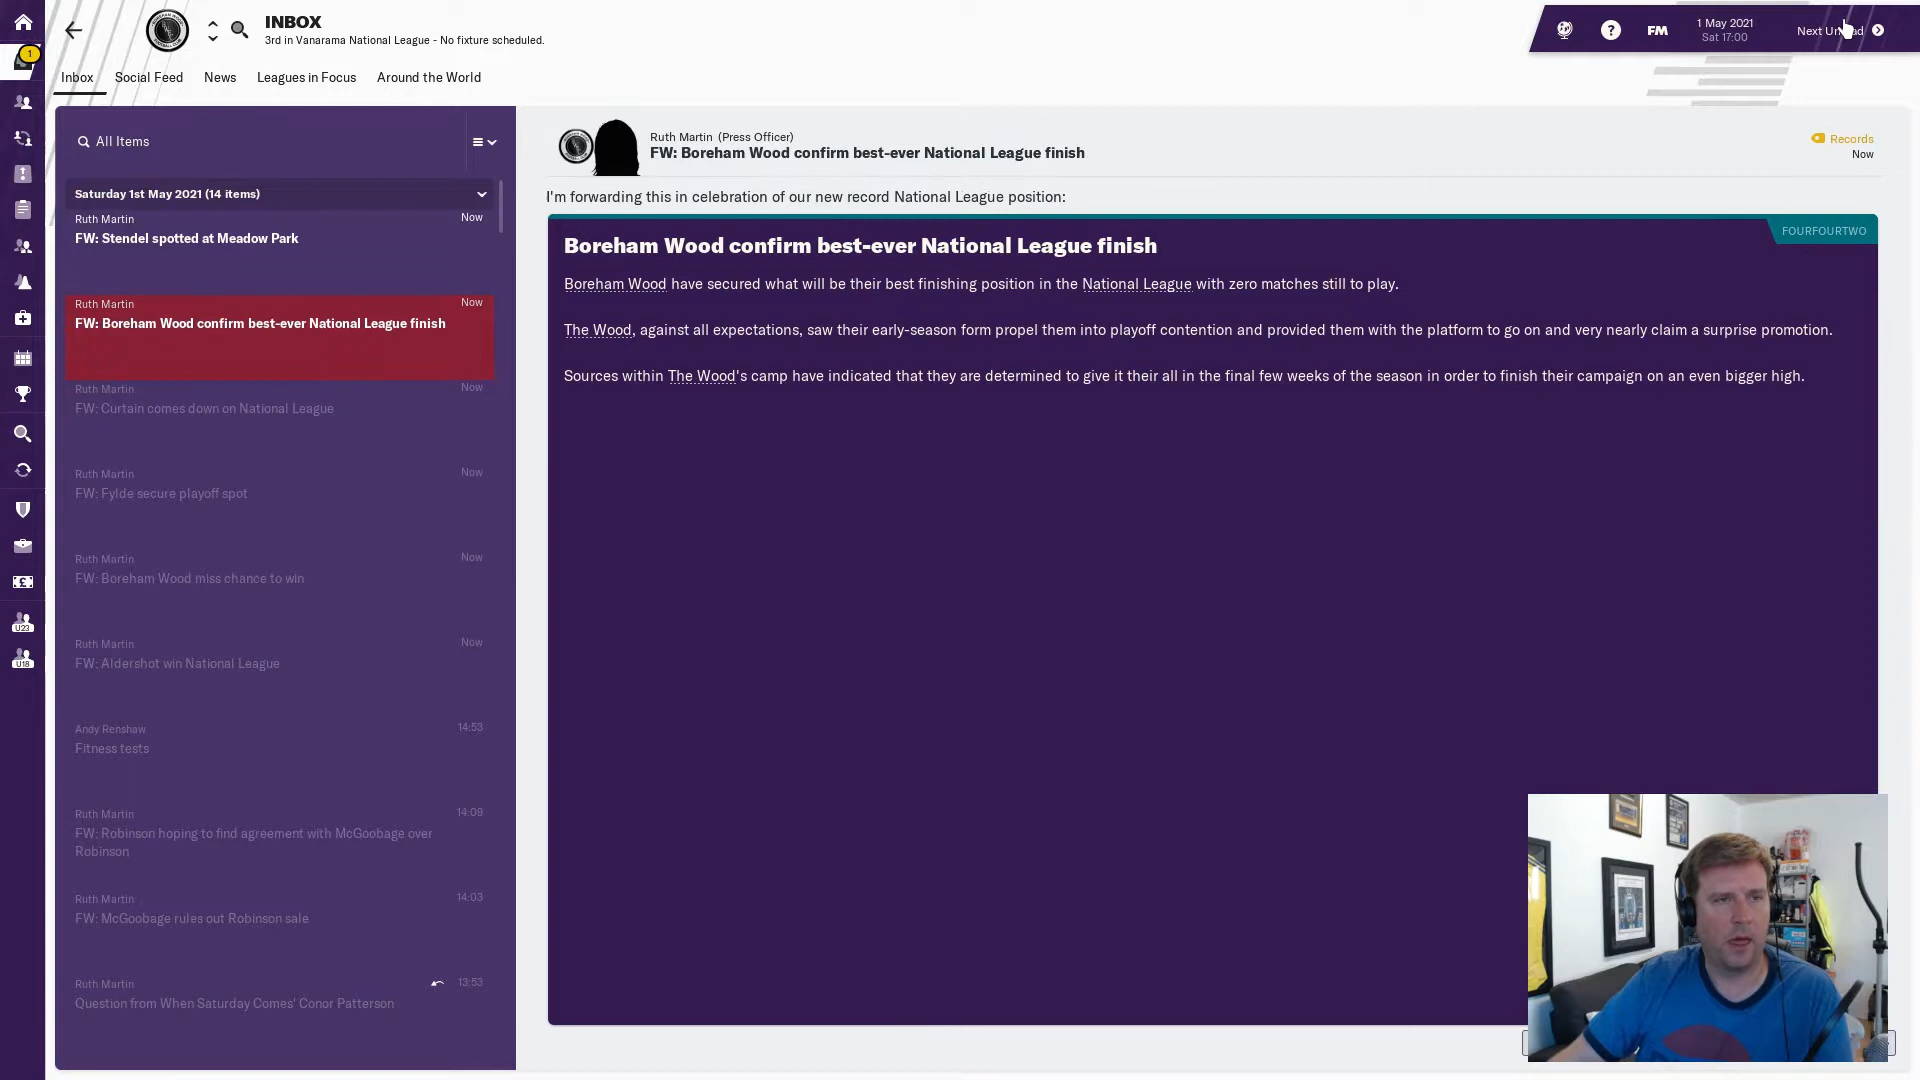 INBOX
3rd in Vanarama National League - No fixture scheduled.
FM
1 May 2021
Sat 17:00
1
Inbox
Social Feed
News
Leagues in Focus
Around the World
All Items
Saturday 1st May 2021 (14 items)
Ruth Martin
Now
FW: Stendel spotted at Meadow Park
Ruth Martin
Now
FW: Boreham Wood confirm best-ever National League finish
Ruth Martin
Now
FW: Curtain comes down on National League
Ruth Martin
Now
FW: Fylde secure playoff spot
Ruth Martin
Now
FW: Boreham Wood miss chance to win
Ruth Martin
Now
FW: Aldershot win National League
Andy Renshaw
14:53
Fitness tests
Ruth Martin
14:09
FW: Robinson hoping to find agreement with McGoobage over
Robinson
Ruth Martin
14:03
FW: McGoobage rules out Robinson sale
Ruth Martin
13:53
Question from When Saturday Comes' Conor Patterson
U23
U18
Ruth Martin (Press Officer)
FW: Boreham Wood confirm best-ever National League finish
Records
Now
I'm forwarding this in celebration of our new record National League position:
FOURFOURTWO
Boreham Wood confirm best-ever National League finish
Boreham Wood have secured what will be their best finishing position in the National League with zero matches still to play.
The Wood, against all expectations, saw their early-season form propel them into playoff contention and provided them with the platform to go on and very nearly claim a surprise promotion.
Sources within The Wood's camp have indicated that they are determined to give it their all in the final few weeks of the season in order to finish their campaign on an even bigger high.
Next